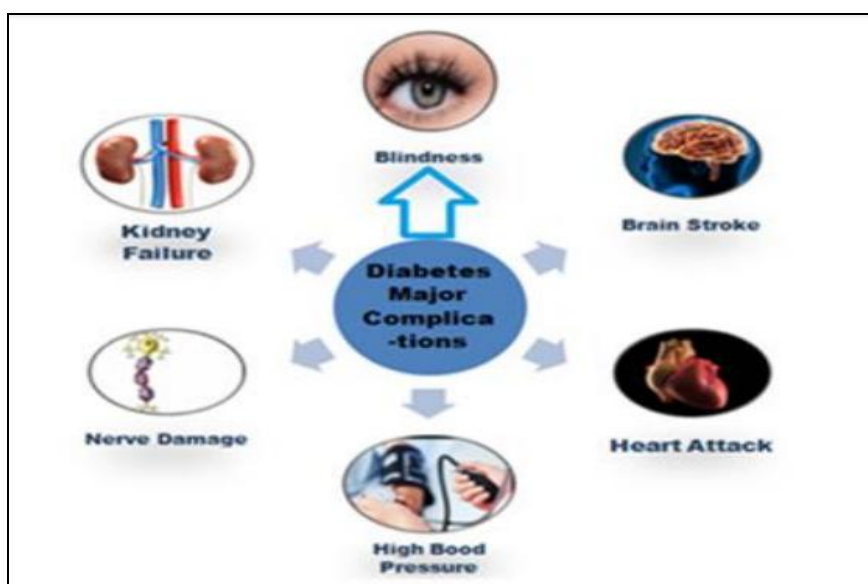 Blindness
Kidney
Failure
Brain Stroke
Diabetes
Major
Complica
-tions
Nerve Damage
Heart Attack
High Bood
Pressure